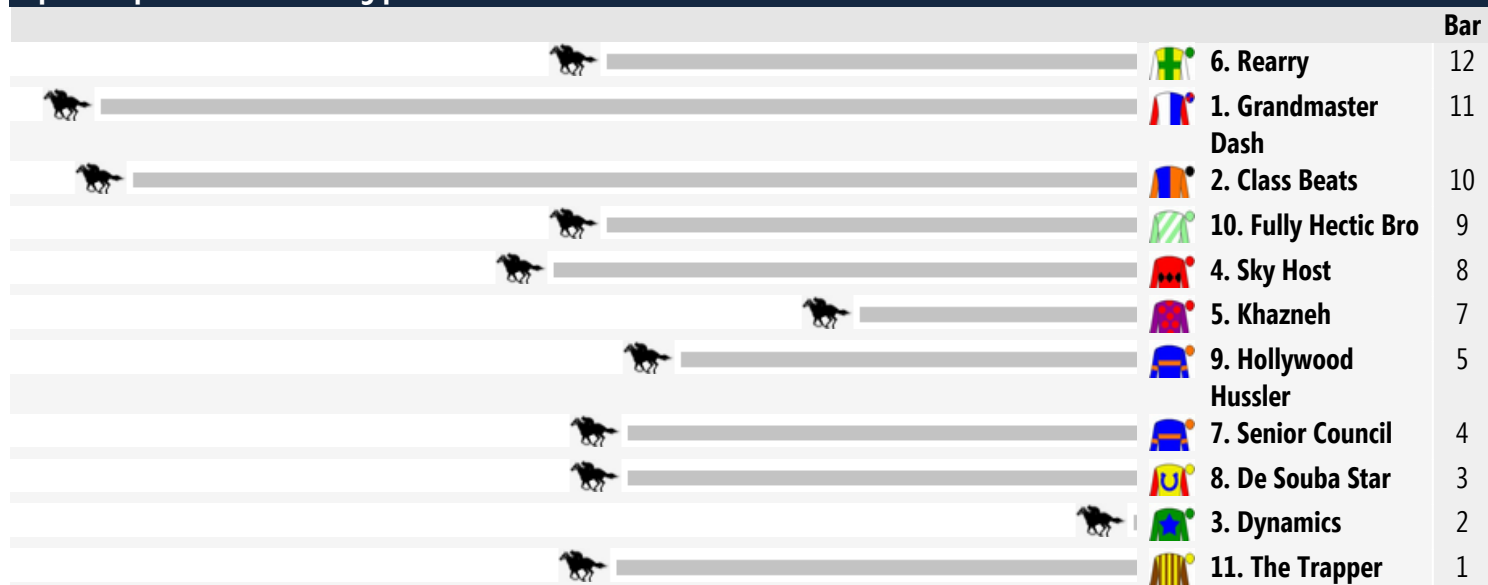 Bar
6. Rearry 12
1. Grandmaster 11
Dash
2. Class Beats 10
10. Fully Hectic Bro 9
4. Sky Host 8
5. Khazneh 7
9. Hollywood 5
Hussler
7. Senior Council 4
8. De Souba Star 3
3. Dynamics 2
11. The Trapper 1